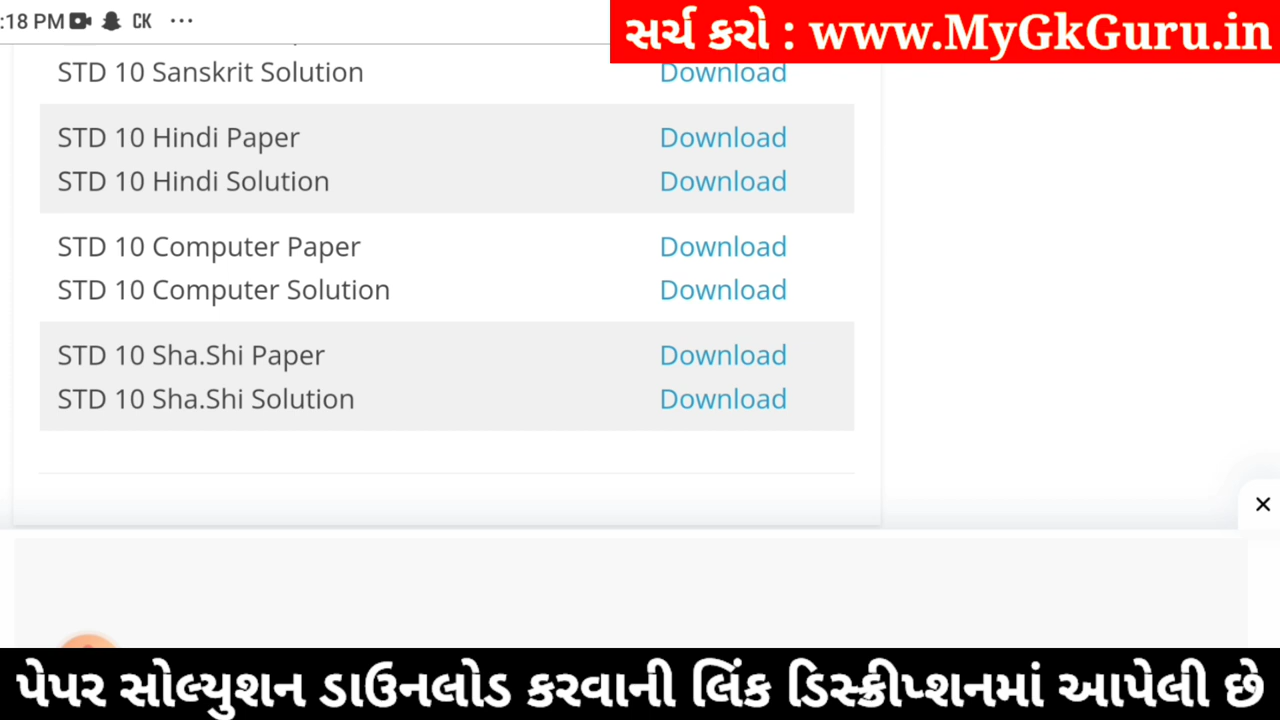 :18 PM CK ...
સર્ચ કરો : www.MyGkGuru.in
STD 10 Sanskrit Solution Download
STD 10 Hindi Paper Download
STD 10 Hindi Solution Download
STD 10 Computer Paper Download
STD 10 Computer Solution Download
STD 10 Sha.Shi Paper Download
STD 10 Sha.Shi Solution Download
પેપર સોલ્યુશન ડાઉનલોડ કરવાની લિંક ડિસ્ક્રીપ્શનમાં આપેલી છે